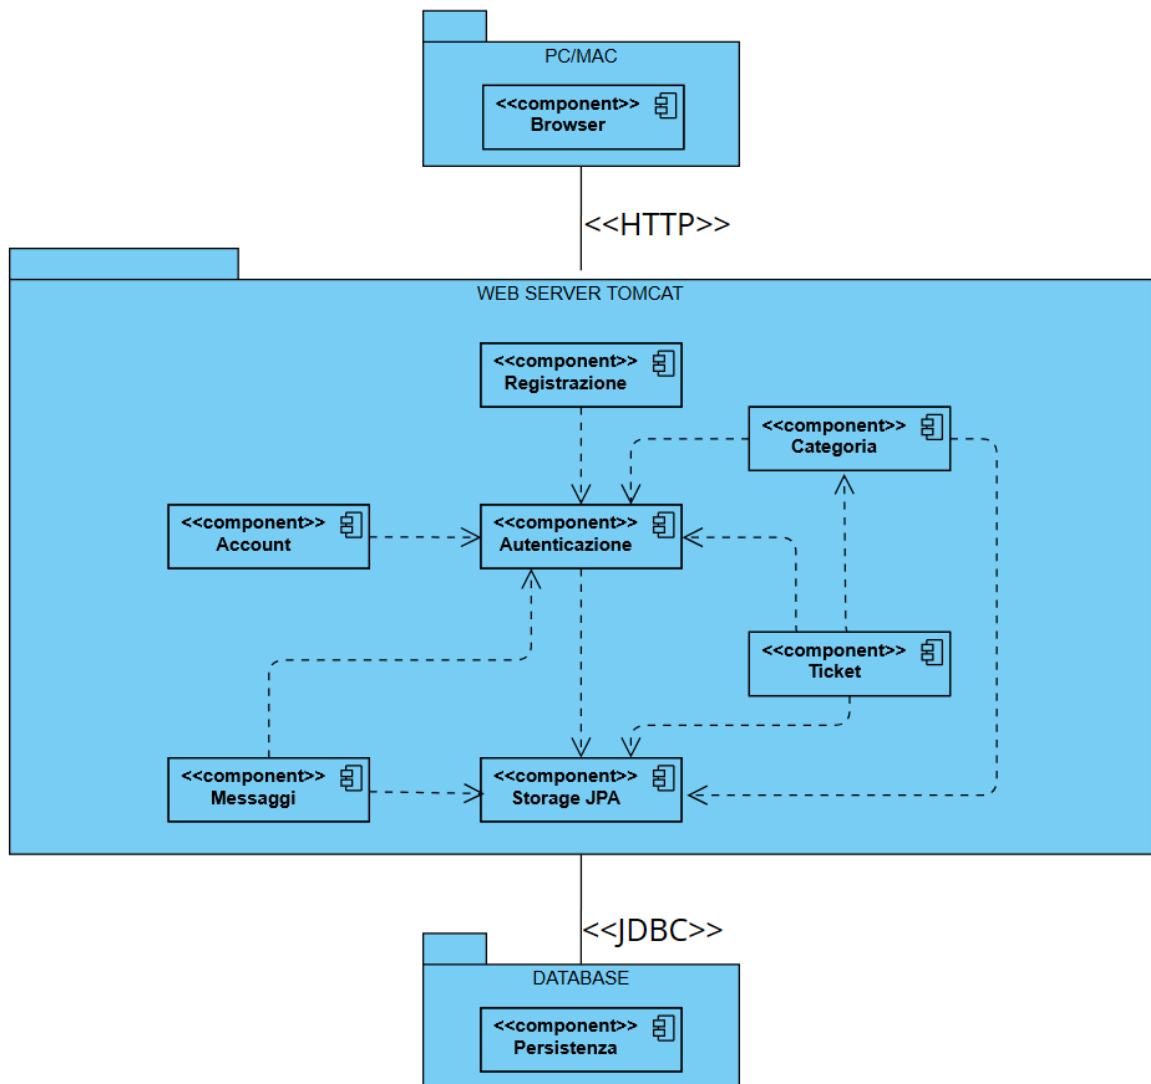 PC/MAC
<<component>>
Browser
<<HTTP>>
WEB SERVER TOMCAT
<<component>>
Registrazione
<<component>>
Categoria
<<component>>
Account
<<component>>
Autenticazione
<<component>>
Ticket
<<component>>
Messaggi
<<component>>
Storage JPA
<<JDBC>>
DATABASE
<<component>>
Persistenza